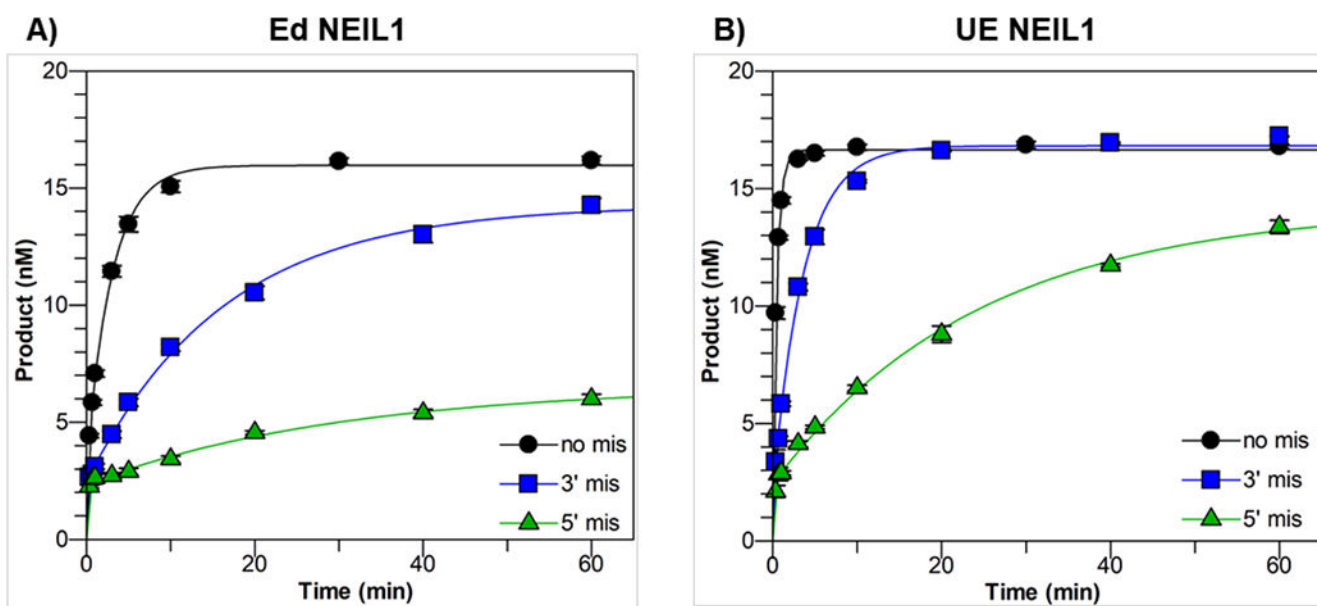 A) Ed NEIL1
Product (nM)
20
15
10
5
0
no mis
3' mis
5' mis
0 20 40 60
Time (min)
B) UE NEIL1
Product (nM)
20
15
10
5
0
no mis
3' mis
5' mis
0 20 40 60
Time (min)